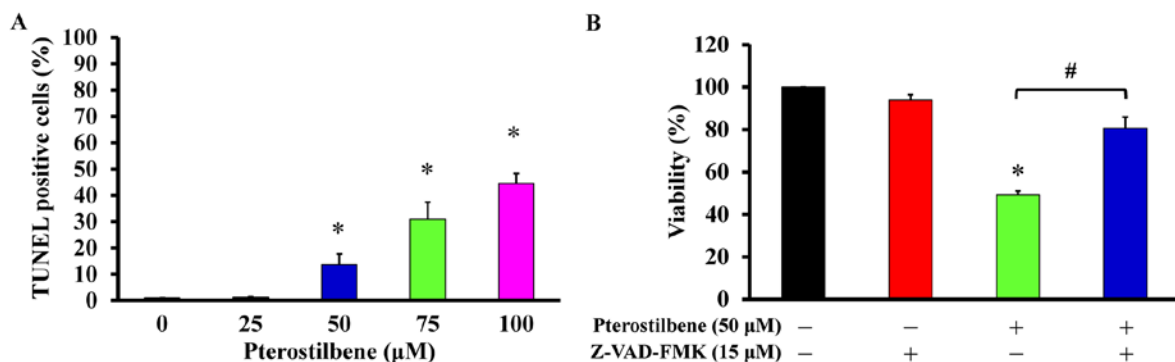 A
TUNEL positive cells (%)
100
90
80
70
60
50
40
30
20
10
0
*
*
*
0 25 50 75 100
Pterostilbene (μM)
B
Viability (%)
120
100
80
60
40
20
0
#
*
Pterostilbene (50 μM) – – + +
Z-VAD-FMK (15 μM) – + – +